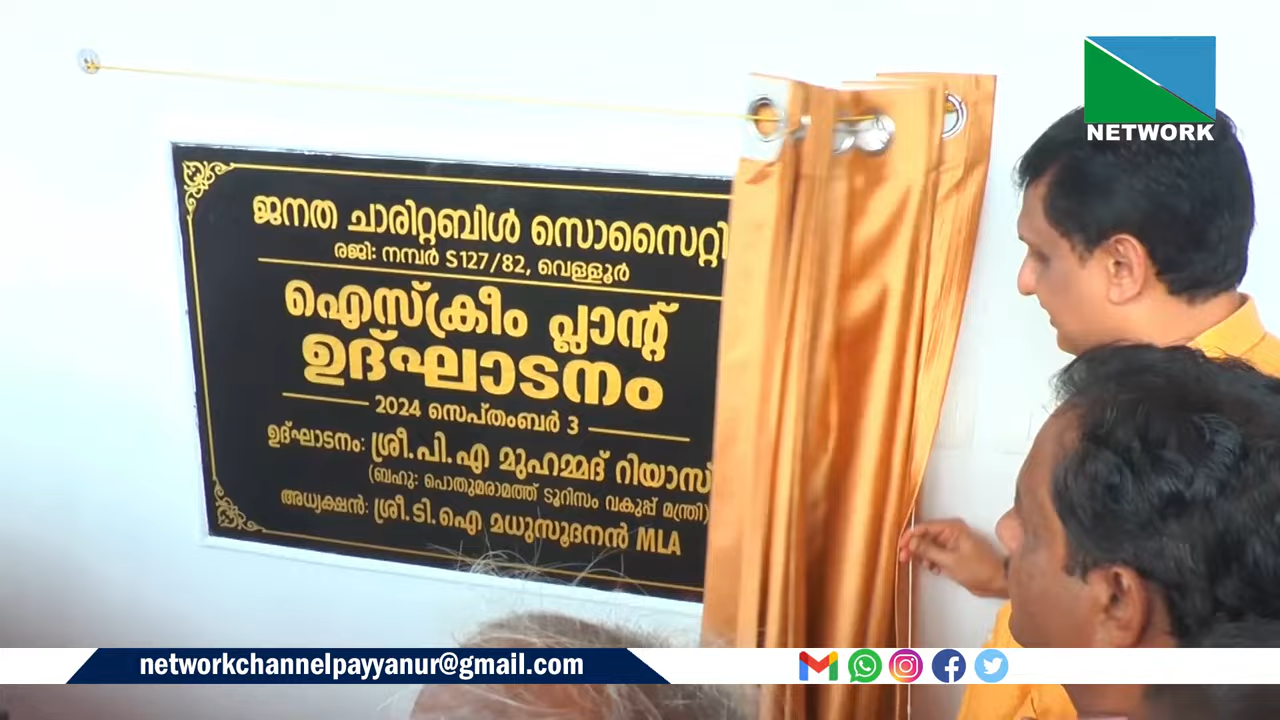 NETWORK
ജനത ചാരിറ്റബിൾ സൊസൈറ്റി
രജി: നമ്പർ S127/82, വെള്ളൂർ
ഐസ്ക്രീം പ്ലാന്റ്
ഉദ്ഘാടനം
2024 സെപ്തംബർ 3
ഉദ്ഘാടനം: ശ്രീ.പി.എ മുഹമ്മദ് റിയാസ്
(ബഹു: പൊതുമരാമത്ത് ടൂറിസം വകുപ്പ് മന്ത്രി)
അധ്യക്ഷൻ: ശ്രീ.ടി.ഐ മധുസൂദനൻ MLA
networkchannelpayyanur@gmail.com